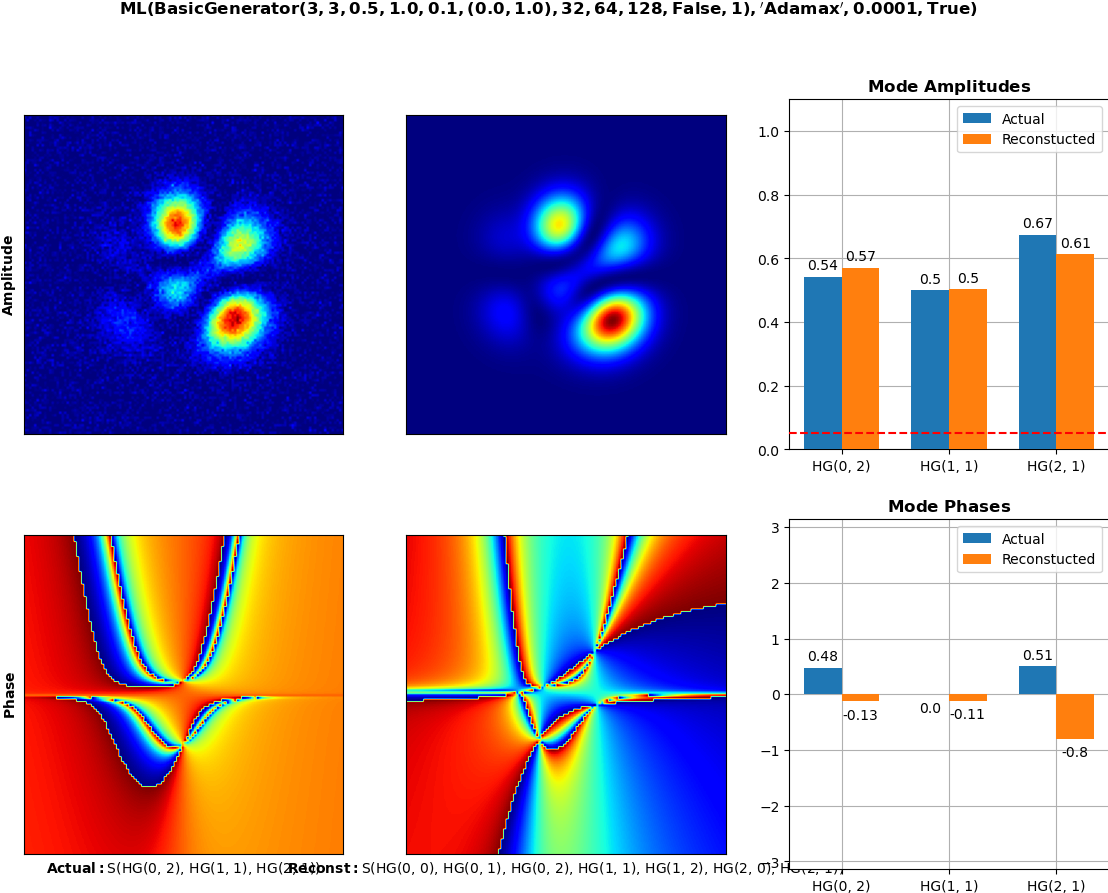 ML(BasicGenerator(3, 3, 0.5, 1.0, 0.1, (0.0, 1.0), 32, 64, 128, False, 1), 'Adamax', 0.0001, True)
Amplitude
Mode Amplitudes
Actual
Reconstucted
1.0
0.8
0.6
0.4
0.2
0.0
0.54
0.57
0.5
0.5
0.67
0.61
HG(0, 2)
HG(1, 1)
HG(2, 1)
Phase
Mode Phases
Actual
Reconstucted
3
2
1
0
−1
−2
−3
0.48
-0.13
0.0
-0.11
0.51
-0.8
HG(0, 2)
HG(1, 1)
HG(2, 1)
Actual: S(HG(0, 2), HG(1, 1), HG(2, 1))
Reconst: S(HG(0, 0), HG(0, 1), HG(0, 2), HG(1, 1), HG(1, 2), HG(2, 0), HG(2, 1))